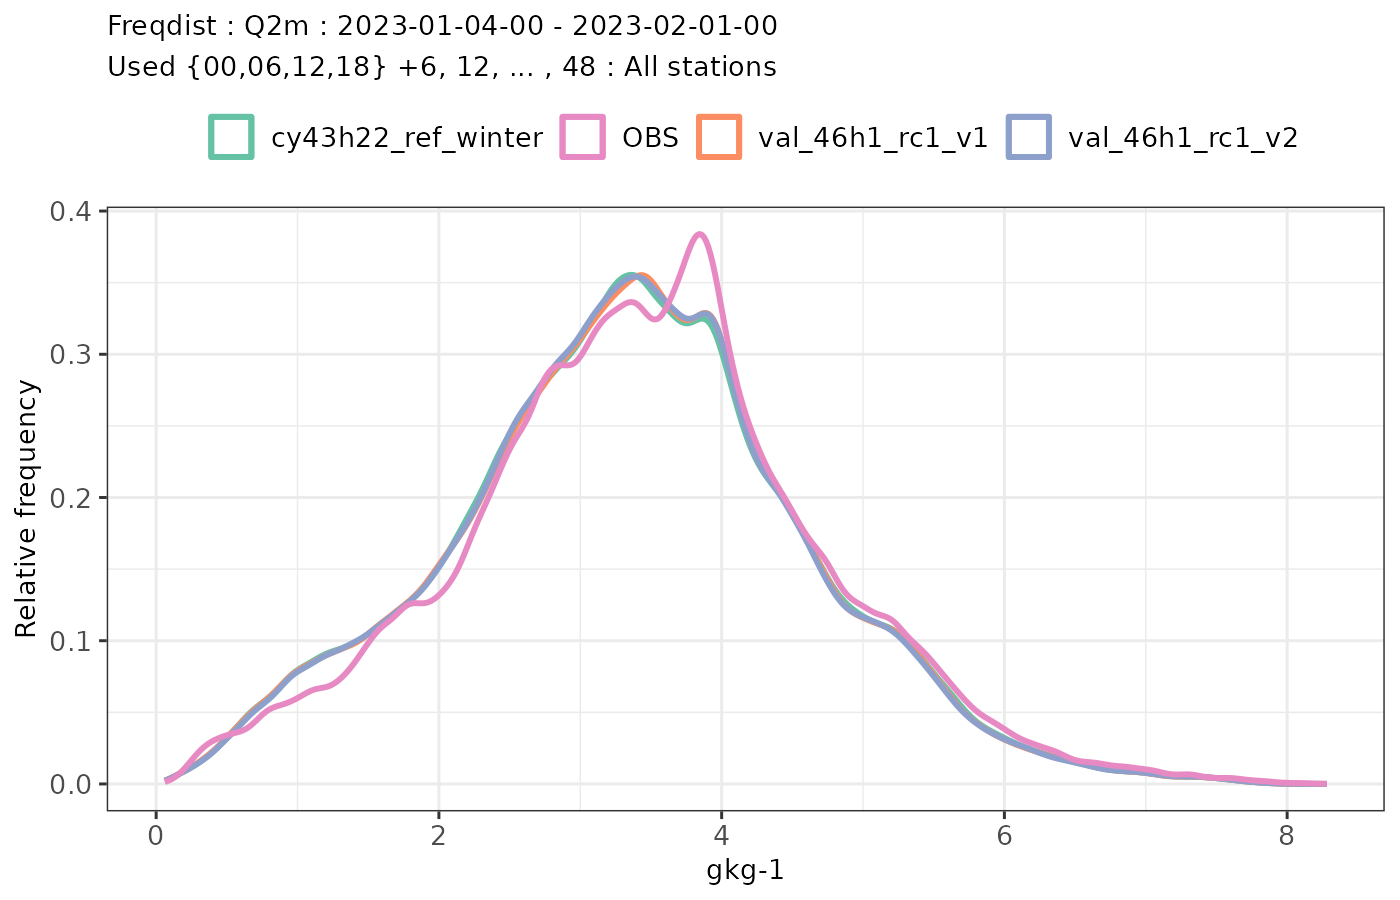 Freqdist : Q2m : 2023-01-04-00 - 2023-02-01-00
Used {00,06,12,18} +6, 12, ... , 48 : All stations
cy43h22_ref_winter OBS val_46h1_rc1_v1 val_46h1_rc1_v2
Relative frequency
0.4
0.3
0.2
0.1
0.0
0 2 4 6 8
gkg-1